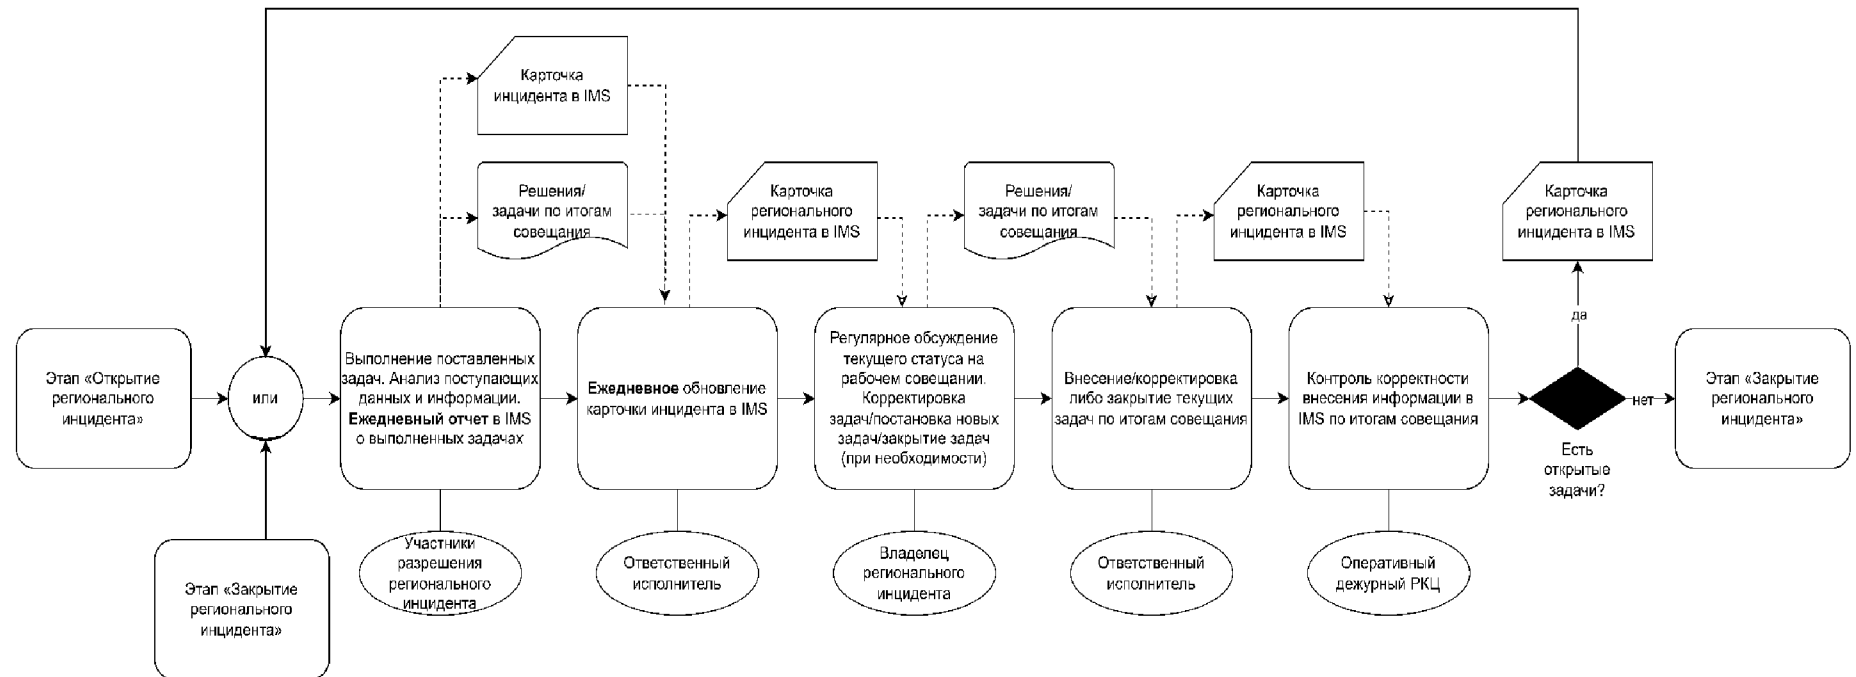 Карточка
инцидента в IMS
Решения/
задачи по итогам
совещания
Карточка
регионального
инцидента в IMS
Решения/
задачи по итогам
совещания
Карточка
регионального
инцидента в IMS
Карточка
регионального
инцидента в IMS
Этап «Открытие
регионального
инцидента»
или
Выполнение поставленных
задач. Анализ поступающих
данных и информации.
Ежедневный отчет в IMS
о выполненных задачах
Ежедневное обновление
карточки инцидента в IMS
Регулярное обсуждение
текущего статуса на
рабочем совещании.
Корректировка
задач/постановка новых
задач/закрытие задач
(при необходимости)
Внесение/корректировка
либо закрытие текущих
задач по итогам совещания
Контроль корректности
внесения информации в
IMS по итогам совещания
да
нет
Есть
открытые
задачи?
Этап «Закрытие
регионального
инцидента»
Этап «Закрытие
регионального
инцидента»
Участники
разрешения
регионального
инцидента
Ответственный
исполнитель
Владелец
регионального
инцидента
Ответственный
исполнитель
Оперативный
дежурный РКЦ